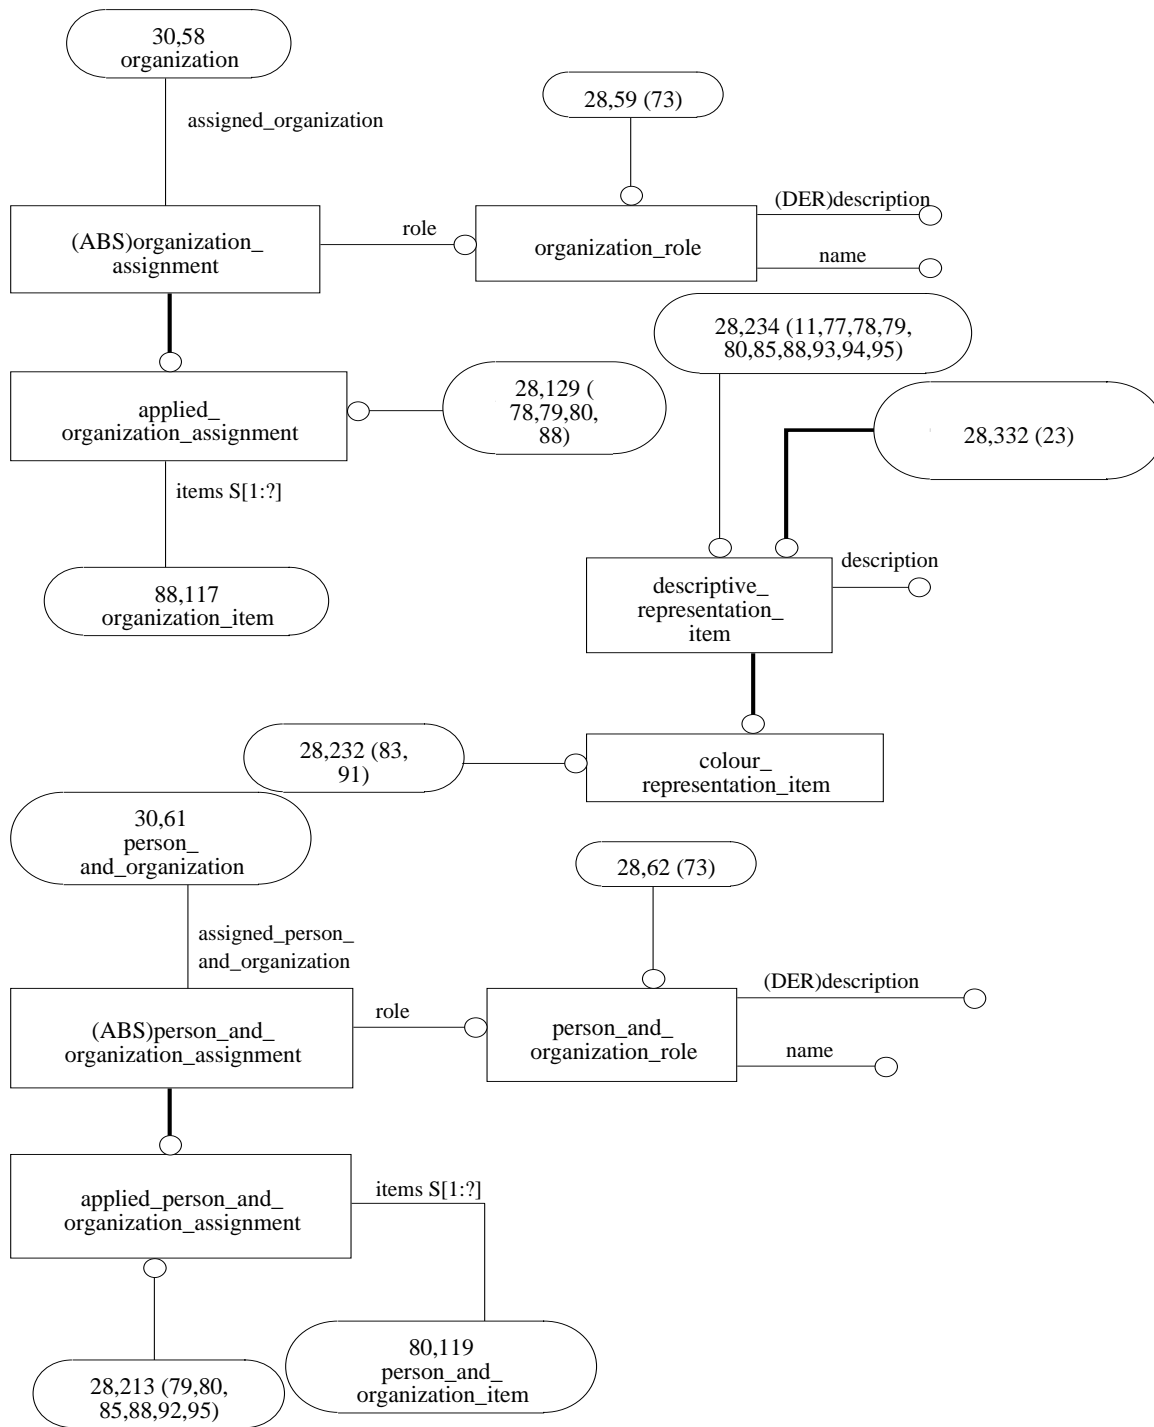 30,58
organization
assigned_organization
28,59 (73)
(ABS)organization_
assignment
role
organization_role
(DER)description
name
28,234 (11,77,78,79,
80,85,88,93,94,95)
applied_
organization_assignment
28,129 (
78,79,80,
88)
28,332 (23)
items S[1:?]
88,117
organization_item
descriptive_
representation_
item
description
28,232 (83,
91)
colour_
representation_item
30,61
person_
and_organization
28,62 (73)
assigned_person_
and_organization
(ABS)person_and_
organization_assignment
role
person_and_
organization_role
(DER)description
name
applied_person_and_
organization_assignment
items S[1:?]
28,213 (79,80,
85,88,92,95)
80,119
person_and_
organization_item